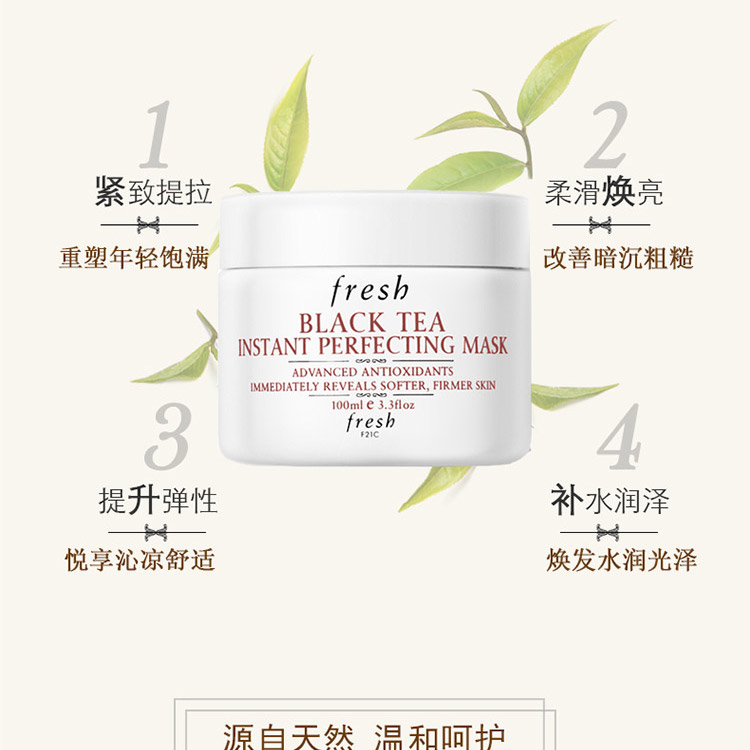 1
紧致提拉
重塑年轻饱满
2
柔滑焕亮
改善暗沉粗糙
fresh
BLACK TEA
INSTANT PERFECTING MASK
ADVANCED ANTIOXIDANTS
IMMEDIATELY REVEALS SOFTER, FIRMER SKIN
100ml e 3.3floz
fresh
F21C
3
提升弹性
悦享沁凉舒适
4
补水润泽
焕发水润光泽
源自天然 温和呵护